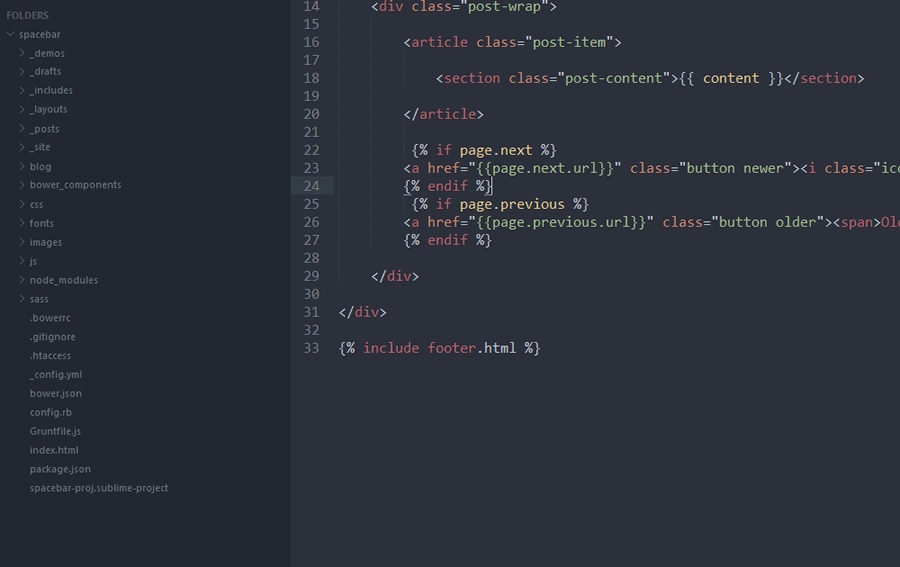 FOLDERS
spacebar
_demos
_drafts
_includes
_layouts
_posts
_site
blog
bower_components
css
fonts
images
js
node_modules
sass
.bowerrc
.gitignore
.htaccess
_config.yml
bower.json
config.rb
Gruntfile.js
index.html
package.json
spacebar-proj.sublime-project
14 <div class="post-wrap">
15
16 <article class="post-item">
17
18 <section class="post-content">{{ content }}</section>
19
20 </article>
21
22 {% if page.next %}
23 <a href="{{page.next.url}}" class="button newer"><i class="ico
24 {% endif %}
25 {% if page.previous %}
26 <a href="{{page.previous.url}}" class="button older"><span>Old
27 {% endif %}
28
29 </div>
30
31 </div>
32
33 {% include footer.html %}